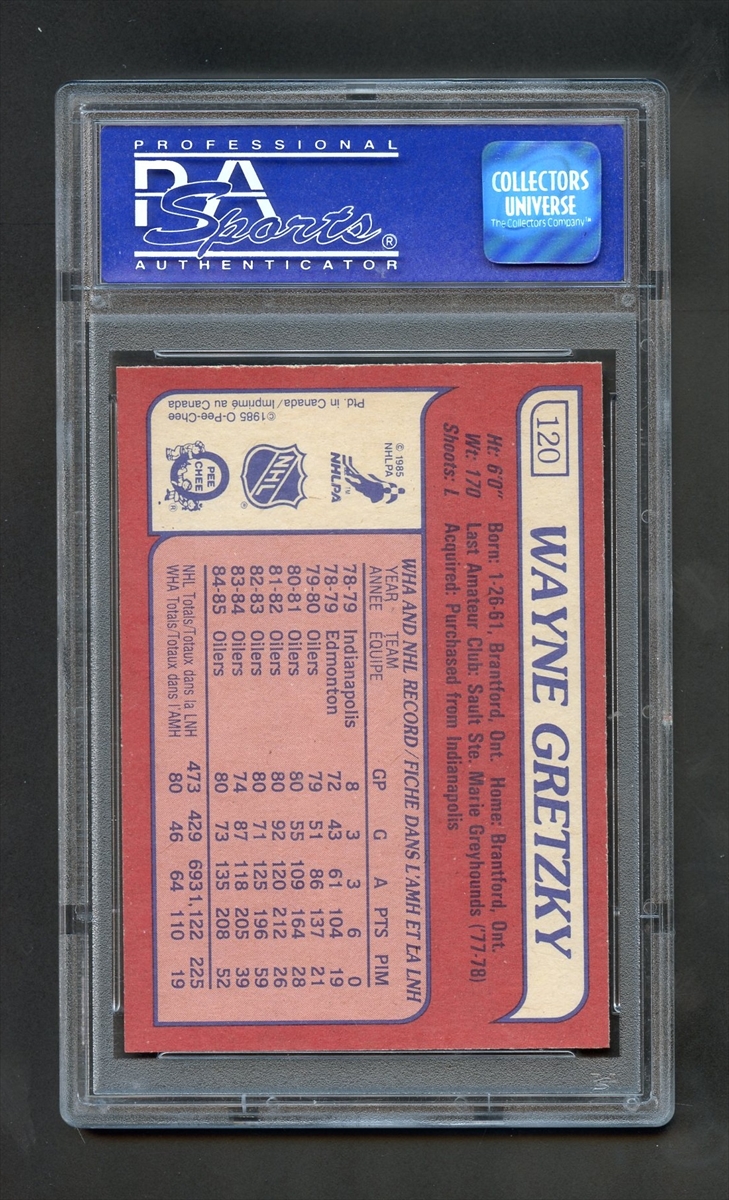 PROFESSIONAL
PSA
Sports®
AUTHENTICATOR
COLLECTORS
UNIVERSE
The Collectors Company™
120 WAYNE GRETZKY
Ht: 6'0" Born: 1-26-61, Brantford, Ont. Home: Brantford, Ont.
Wt: 170 Last Amateur Club: Sault Ste. Marie Greyhounds ('77-78)
Shoots: L Acquired: Purchased from Indianapolis
© 1985
NHLPA
NHLPA™
NHL ®
O PEE CHEE ®
©1985 O-Pee-Chee
Ptd. in Canada/Imprimé au Canada
WHA AND NHL RECORD/FICHE DANS L'AMH ET LA LNH
YEAR TEAM
ANNÉE ÉQUIPE GP G A PTS PIM
78-79 Indianapolis 8 3 3 6 0
78-79 Edmonton 72 43 61 104 19
79-80 Oilers 79 51 86 137 21
80-81 Oilers 80 55 109 164 28
81-82 Oilers 80 92 120 212 26
82-83 Oilers 80 71 125 196 59
83-84 Oilers 74 87 118 205 39
84-85 Oilers 80 73 135 208 52
NHL Totals/Totaux dans la LNH 473 429 693 1,122 225
WHA Totals/Totaux dans l'AMH 80 46 64 110 19